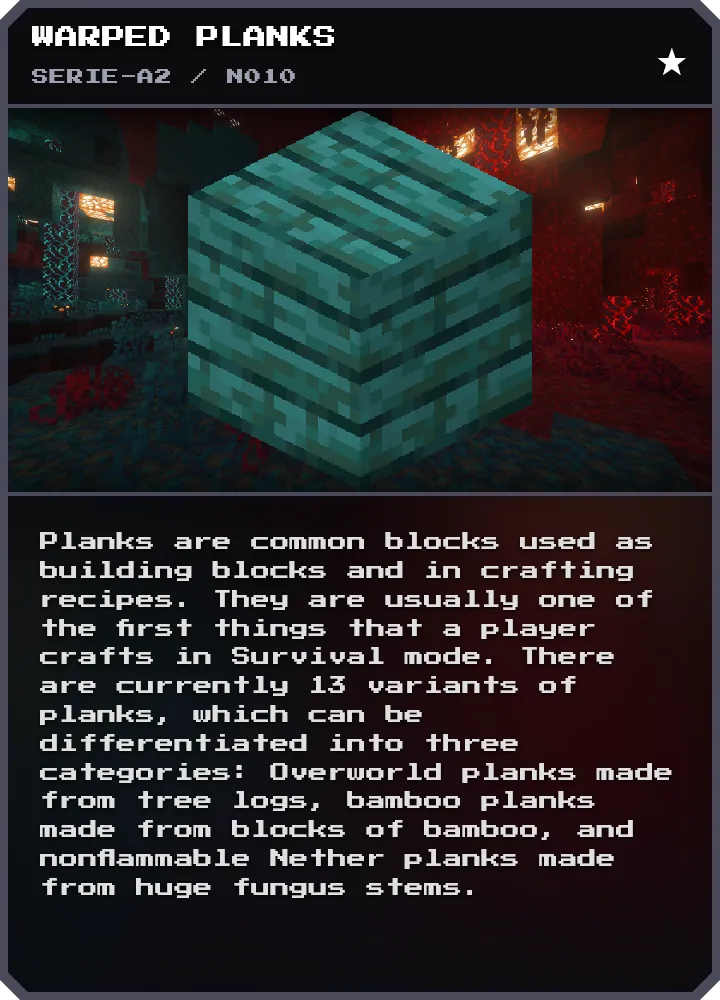 WARPED PLANKS
SERIE-A2 / NO10
Planks are common blocks used as
building blocks and in crafting
recipes. They are usually one of
the first things that a player
crafts in Survival mode. There
are currently 13 variants of
planks, which can be
differentiated into three
categories: Overworld planks made
from tree logs, bamboo planks
made from blocks of bamboo, and
nonflammable Nether planks made
from huge fungus stems.